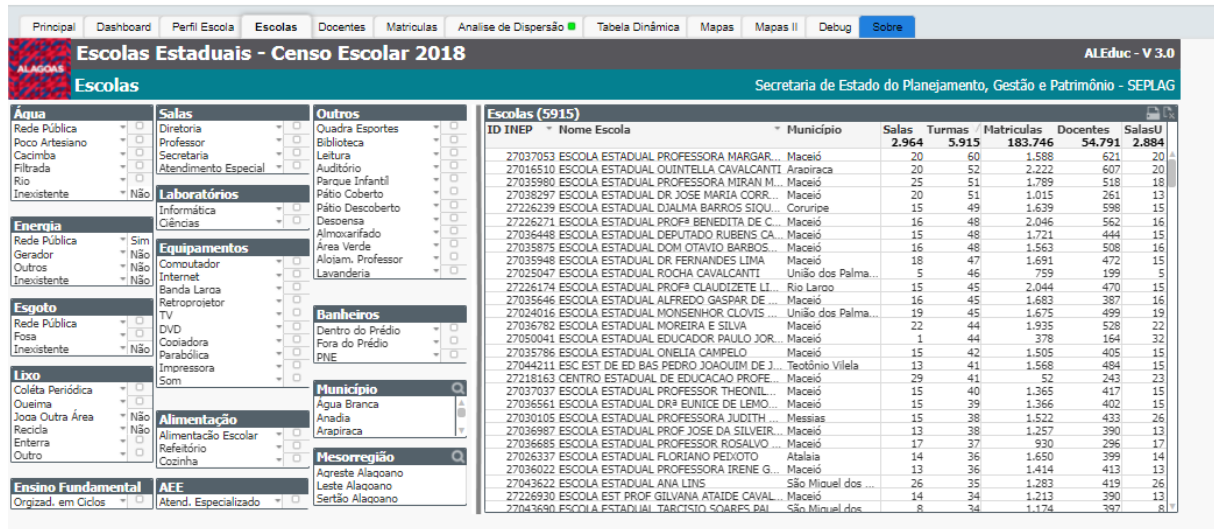 Principal Dashboard Perfil Escola Escolas Docentes Matriculas Analise de Dispersão Tabela Dinâmica Mapas Mapas II Debug Sobre
ALAGOAS
Escolas Estaduais - Censo Escolar 2018
ALEduc - V 3.0
Escolas
Secretaria de Estado do Planejamento, Gestão e Patrimônio - SEPLAG
Água
Rede Pública
Poço Artesiano
Cacimba
Filtrada
Rio
Inexistente Não
Energia
Rede Pública Sim
Gerador Não
Outros Não
Inexistente Não
Esgoto
Rede Pública
Fosa
Inexistente Não
Lixo
Coléta Periódica
Queima
Joga Outra Área Não
Recicla Não
Enterra
Outro
Ensino Fundamental
Orgizad. em Ciclos
Salas
Diretoria
Professor
Secretaria
Atendimento Especial
Laboratórios
Informática
Ciências
Equipamentos
Computador
Internet
Banda Larga
Retroprojetor
TV
DVD
Copiadora
Parabólica
Impressora
Som
Alimentação
Alimentacão Escolar
Refeitório
Cozinha
AEE
Atend. Especializado
Outros
Quadra Esportes
Biblioteca
Leitura
Auditório
Parque Infantil
Pátio Coberto
Pátio Descoberto
Despensa
Almoxarifado
Área Verde
Alojam. Professor
Lavanderia
Banheiros
Dentro do Prédio
Fora do Prédio
PNE
Município
Água Branca
Anadia
Arapiraca
Mesorregião
Agreste Alagoano
Leste Alagoano
Sertão Alagoano
Escolas (5915)
ID INEP Nome Escola Município Salas Turmas Matriculas Docentes SalasU
2.964 5.915 183.746 54.791 2.884
27037053 ESCOLA ESTADUAL PROFESSORA MARGAR... Maceió 20 60 1.588 621 20
27016510 ESCOLA ESTADUAL QUINTELLA CAVALCANTI Arapiraca 20 52 2.222 607 20
27035980 ESCOLA ESTADUAL PROFESSORA MIRAN M... Maceió 25 51 1.789 518 18
27038297 ESCOLA ESTADUAL DR JOSE MARIA CORR... Maceió 20 51 1.015 261 13
27226239 ESCOLA ESTADUAL DJALMA BARROS SIQU... Coruripe 15 49 1.639 598 15
27226271 ESCOLA ESTADUAL PROFª BENEDITA DE C... Maceió 16 48 2.046 562 16
27036448 ESCOLA ESTADUAL DEPUTADO RUBENS CA... Maceió 15 48 1.721 444 15
27035875 ESCOLA ESTADUAL DOM OTAVIO BARBOS... Maceió 16 48 1.563 508 16
27035948 ESCOLA ESTADUAL DR FERNANDES LIMA Maceió 18 47 1.691 472 15
27025047 ESCOLA ESTADUAL ROCHA CAVALCANTI União dos Palma... 5 46 759 199 5
27226174 ESCOLA ESTADUAL PROFª CLAUDIZETE LI... Rio Largo 15 45 2.044 470 15
27035646 ESCOLA ESTADUAL ALFREDO GASPAR DE ... Maceió 16 45 1.683 387 16
27024016 ESCOLA ESTADUAL MONSENHOR CLOVIS ... União dos Palma... 19 45 1.675 499 19
27036782 ESCOLA ESTADUAL MOREIRA E SILVA Maceió 22 44 1.935 528 22
27050041 ESCOLA ESTADUAL EDUCADOR PAULO JOR... Maceió 1 44 378 164 32
27035786 ESCOLA ESTADUAL ONELIA CAMPELO Maceió 15 42 1.505 405 15
27044211 ESC EST DE ED BAS PEDRO JOAQUIM DE J... Teotônio Vilela 13 41 1.568 484 15
27218163 CENTRO ESTADUAL DE EDUCACAO PROFE... Maceió 29 41 52 243 23
27037037 ESCOLA ESTADUAL PROFESSOR THEONIL... Maceió 15 40 1.365 417 15
27036561 ESCOLA ESTADUAL DRª EUNICE DE LEMO... Maceió 15 39 1.366 402 15
27030105 ESCOLA ESTADUAL PROFESSORA JUDITH ... Messias 15 38 1.522 433 26
27036987 ESCOLA ESTADUAL PROF JOSE DA SILVEIR... Maceió 13 38 1.257 390 13
27036685 ESCOLA ESTADUAL PROFESSOR ROSALVO ... Maceió 17 37 930 296 17
27026337 ESCOLA ESTADUAL FLORIANO PEIXOTO Atalaia 14 36 1.650 399 14
27036022 ESCOLA ESTADUAL PROFESSORA IRENE G... Maceió 13 36 1.414 413 13
27043622 ESCOLA ESTADUAL ANA LINS São Miguel dos ... 26 35 1.283 419 26
27226930 ESCOLA EST PROF GILVANA ATAIDE CAVAL... Maceió 14 34 1.213 390 13
27043690 ESCOLA ESTADUAL TARCISIO SOARES PAL... São Miguel dos ... 8 34 1.174 397 8